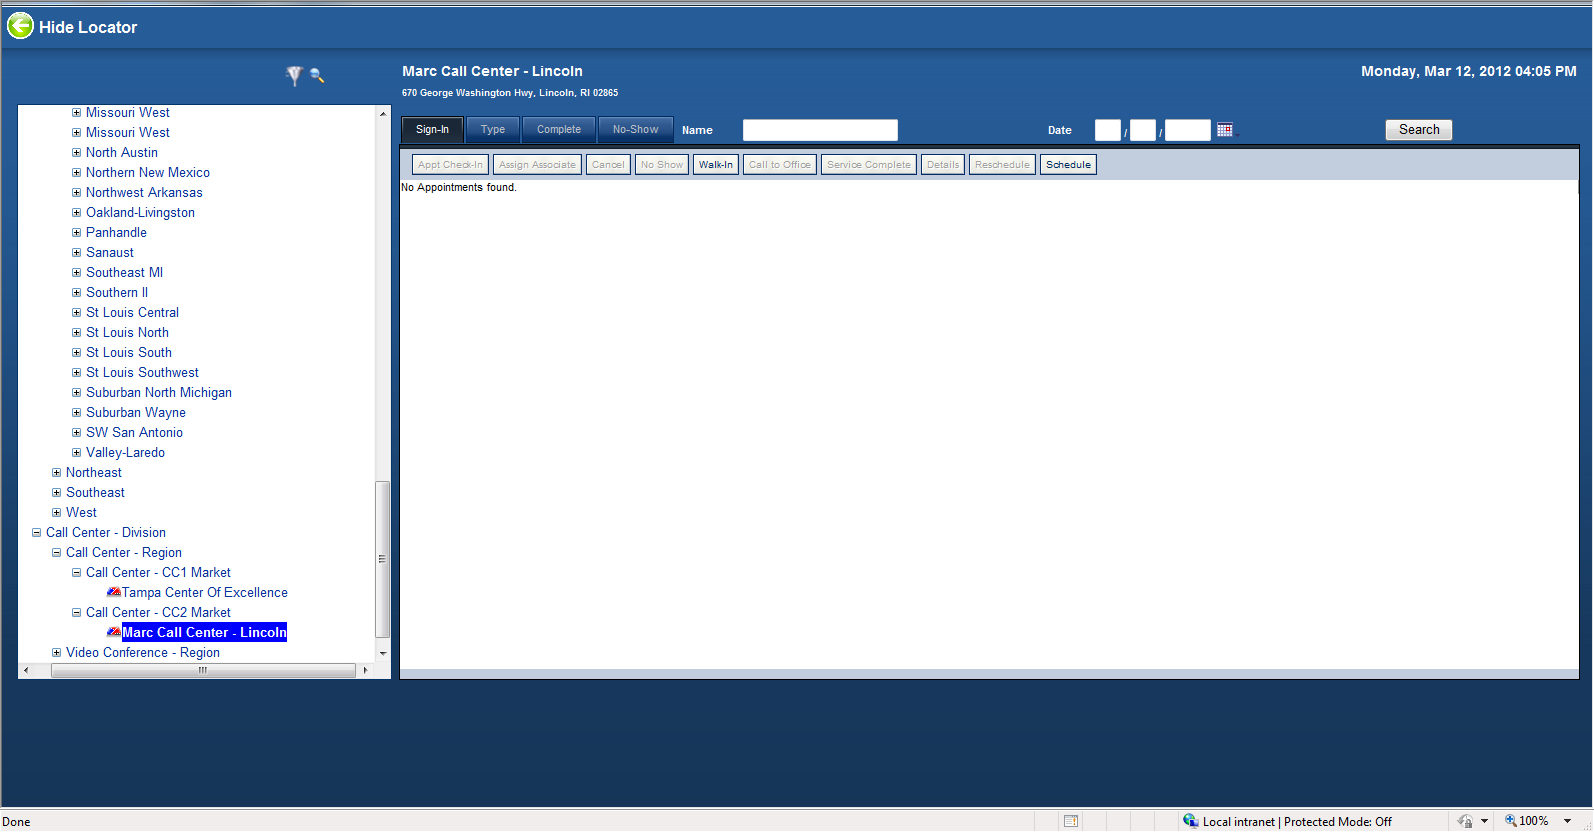 Hide Locator
Marc Call Center - Lincoln
Monday, Mar 12, 2012 04:05 PM
670 George Washington Hwy, Lincoln, RI 02865
Sign-In Type Complete No-Show Name Date / / Search
Appt Check-In Assign Associate Cancel No Show Walk-In Call to Office Service Complete Details Reschedule Schedule
No Appointments found.
Missouri West
Missouri West
North Austin
Northern New Mexico
Northwest Arkansas
Oakland-Livingston
Panhandle
Sanaust
Southeast MI
Southern Il
St Louis Central
St Louis North
St Louis South
St Louis Southwest
Suburban North Michigan
Suburban Wayne
SW San Antonio
Valley-Laredo
Northeast
Southeast
West
Call Center - Division
Call Center - Region
Call Center - CC1 Market
Tampa Center Of Excellence
Call Center - CC2 Market
Marc Call Center - Lincoln
Video Conference - Region
Done
Local intranet | Protected Mode: Off
100%